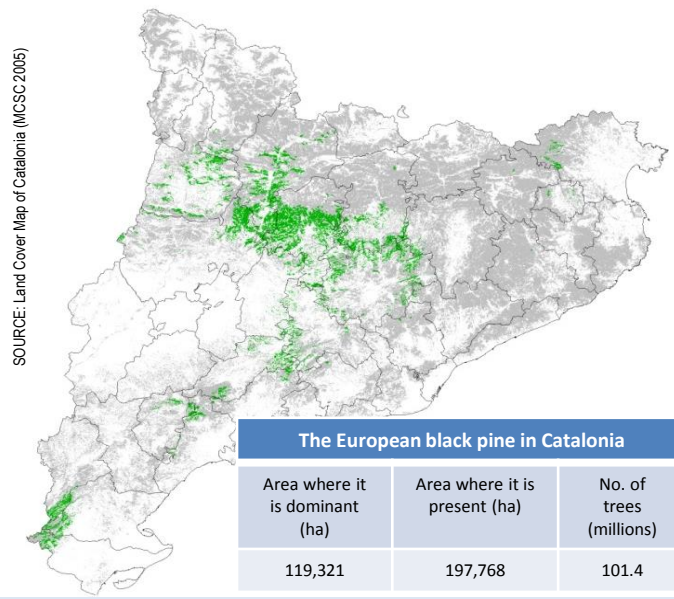 SOURCE: Land Cover Map of Catalonia (MCSC 2005)
The European black pine in Catalonia
Area where it
is dominant
(ha)
Area where it is
present (ha)
No. of
trees
(millions)
119,321
197,768
101.4